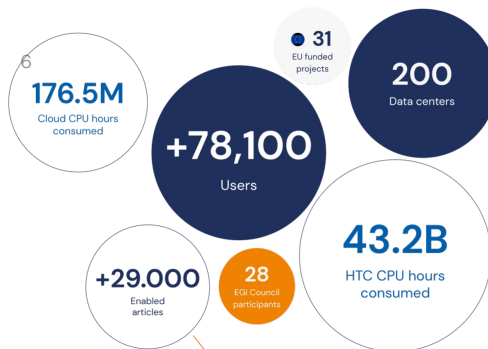 6
176.5M
Cloud CPU hours
consumed
31
EU funded
projects
200
Data centers
+78,100
Users
43.2B
HTC CPU hours
consumed
+29.000
Enabled
articles
28
EGI Council
participants